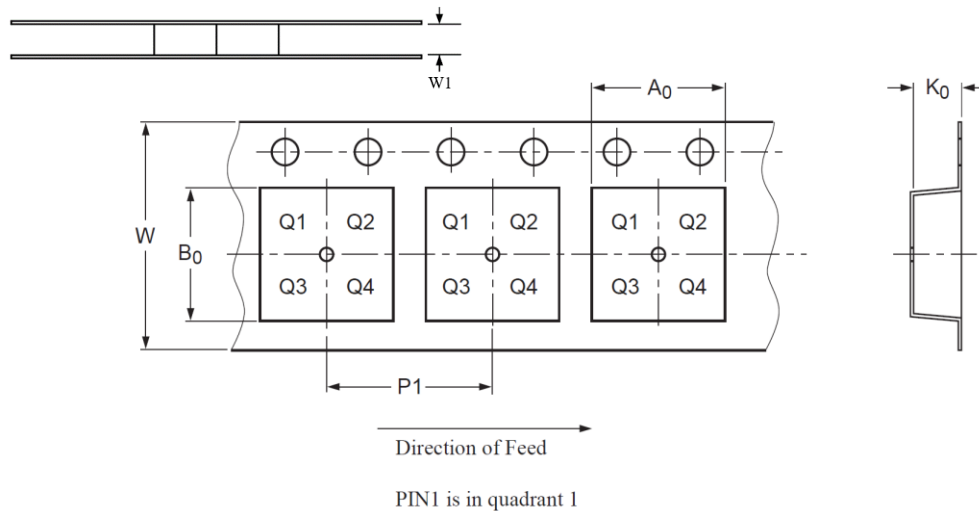 W1
A0
K0
Q1 Q2 Q1 Q2 Q1 Q2
W
B0
Q3 Q4 Q3 Q4 Q3 Q4
P1
Direction of Feed
PIN1 is in quadrant 1